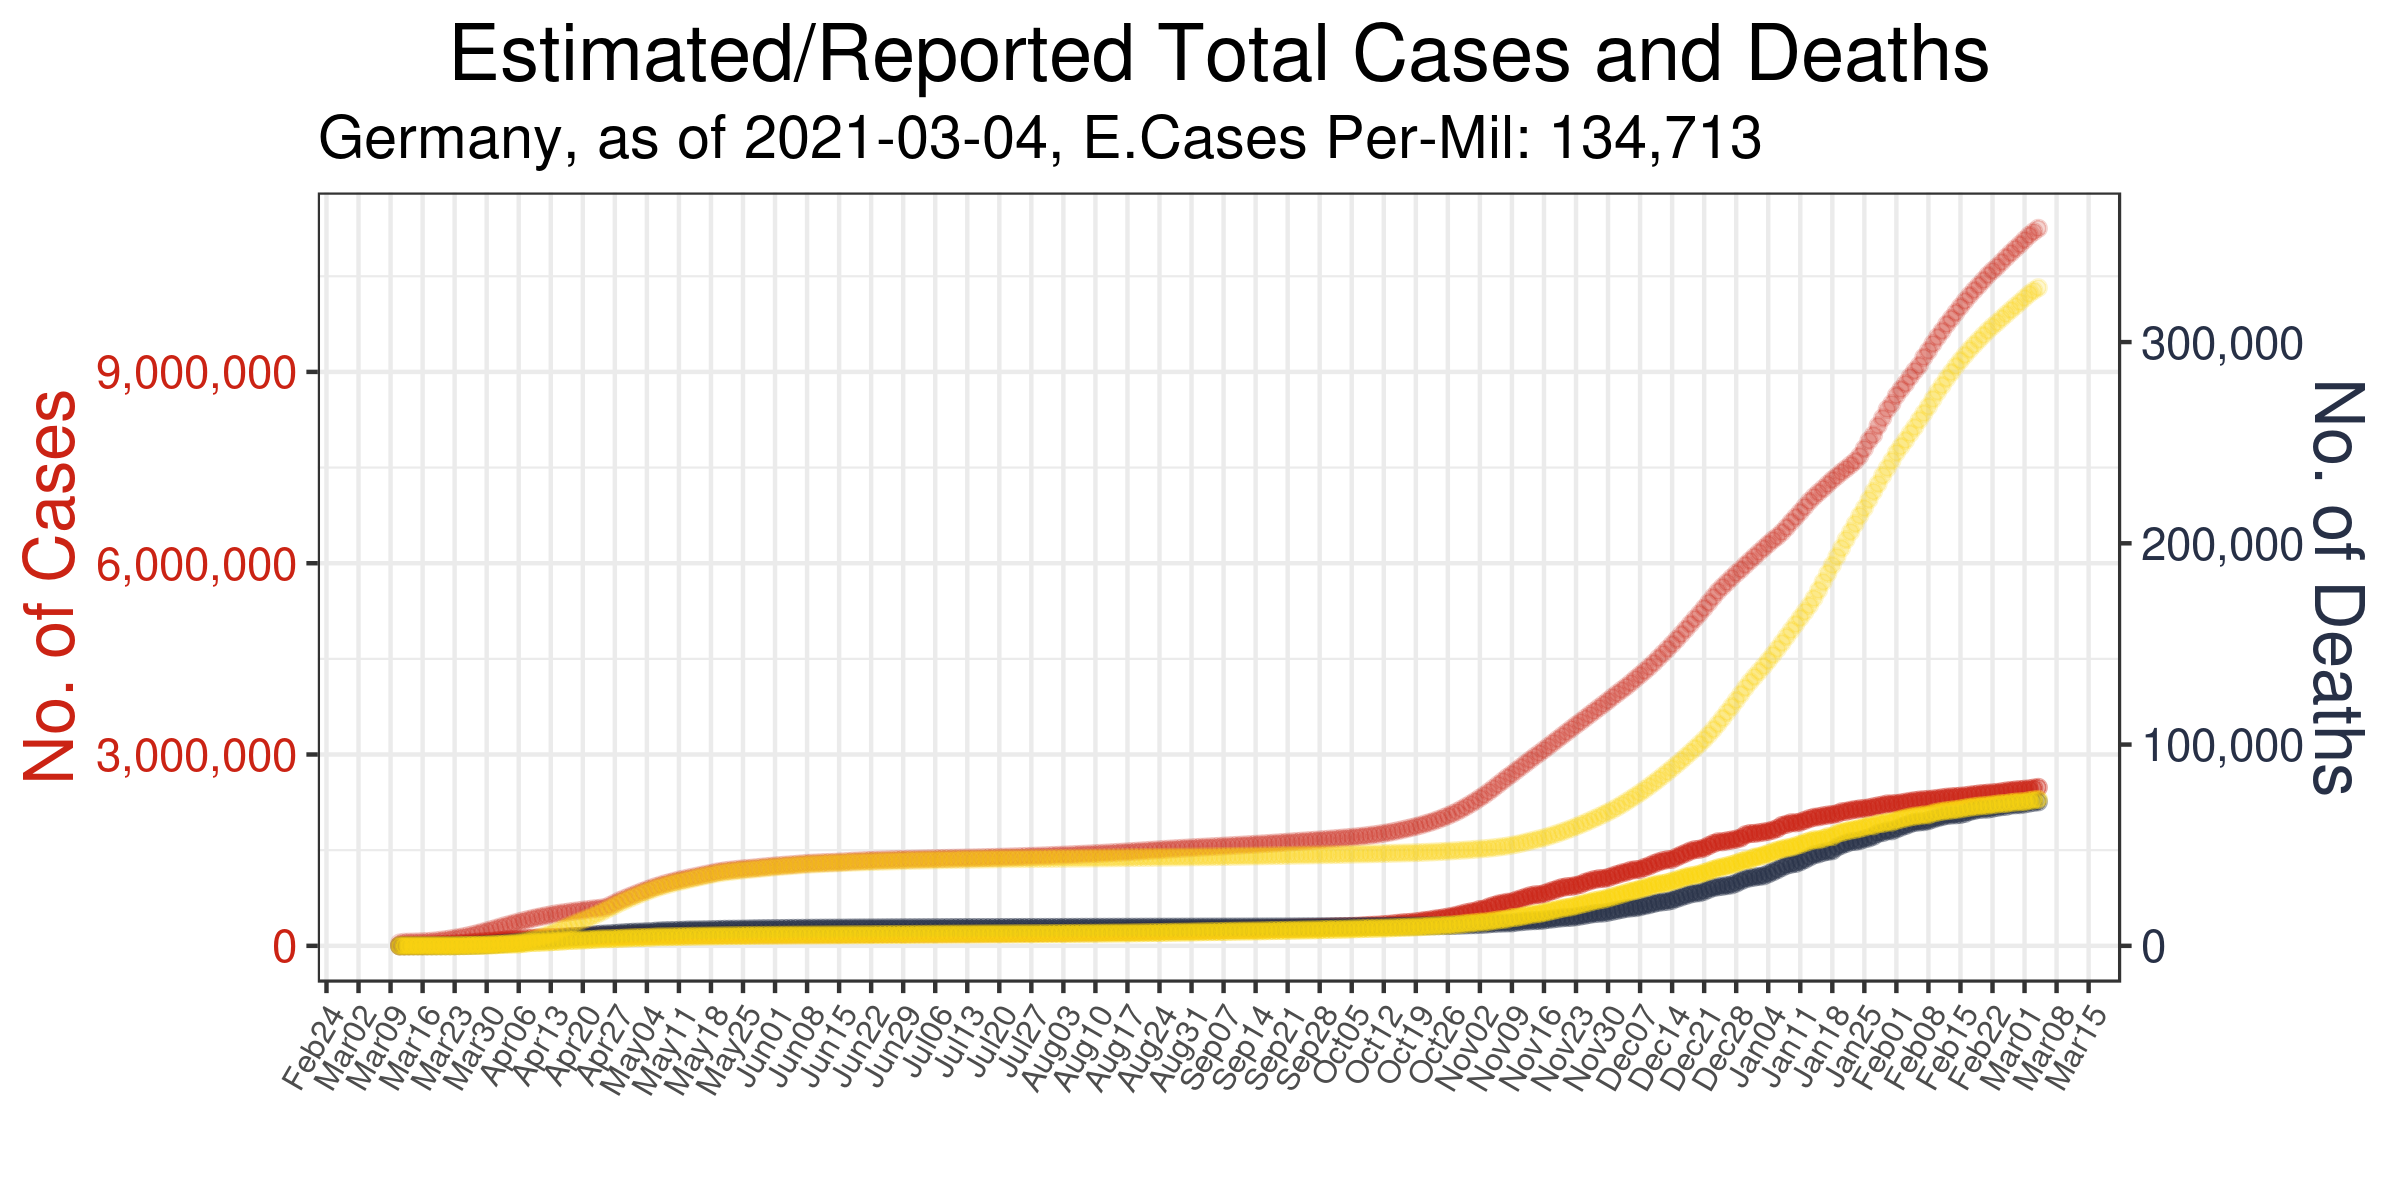 Estimated/Reported Total Cases and Deaths
Germany, as of 2021-03-04, E.Cases Per-Mil: 134,713
No. of Cases
9,000,000
6,000,000
3,000,000
0
300,000
200,000
100,000
0
No. of Deaths
Feb24
Mar02
Mar09
Mar16
Mar23
Mar30
Apr06
Apr13
Apr20
Apr27
May04
May11
May18
May25
Jun01
Jun08
Jun15
Jun22
Jun29
Jul06
Jul13
Jul20
Jul27
Aug03
Aug10
Aug17
Aug24
Aug31
Sep07
Sep14
Sep21
Sep28
Oct05
Oct12
Oct19
Oct26
Nov02
Nov09
Nov16
Nov23
Nov30
Dec07
Dec14
Dec21
Dec28
Jan04
Jan11
Jan18
Jan25
Feb01
Feb08
Feb15
Feb22
Mar01
Mar08
Mar15